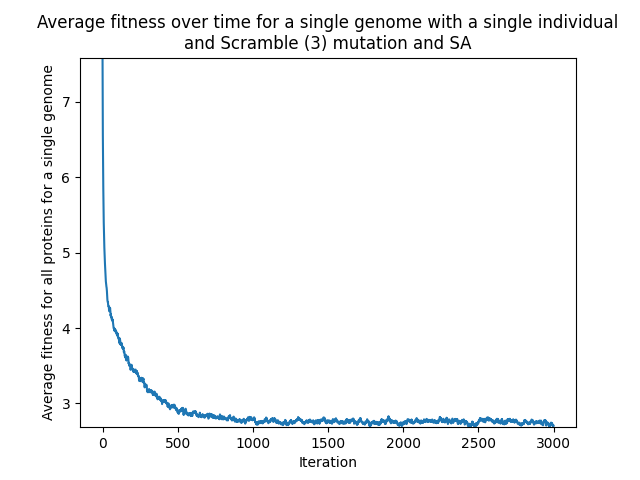 Average fitness over time for a single genome with a single individual
and Scramble (3) mutation and SA
Average fitness for all proteins for a single genome
7
6
5
4
3
0 500 1000 1500 2000 2500 3000
Iteration